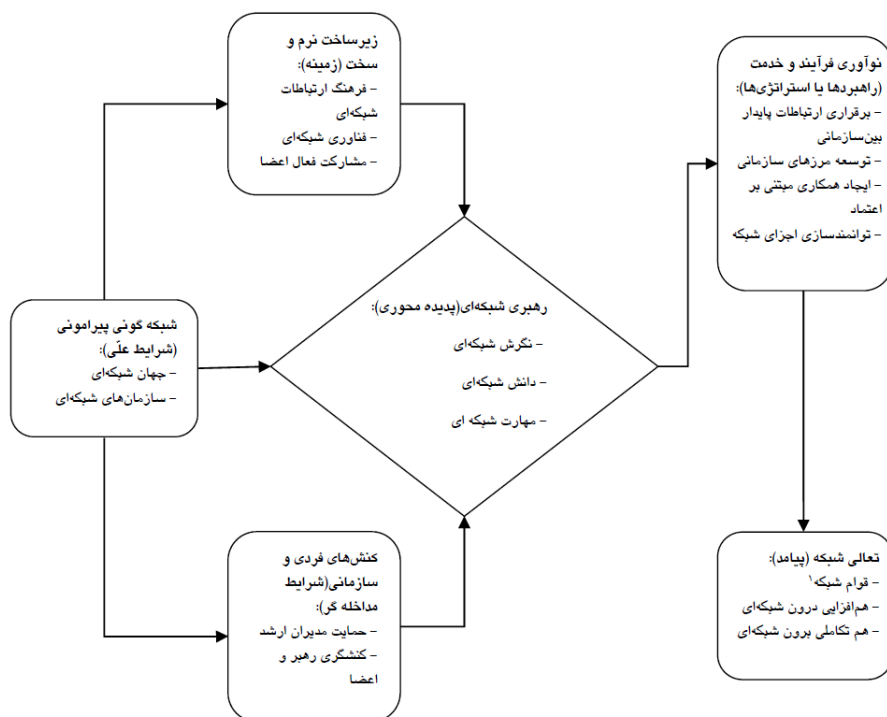 زیرساخت نرم و
سخت (زمینه):
- فرهنگ ارتباطات
شبکه‌ای
- فناوری شبکه‌ای
- مشارکت فعال اعضا
نوآوری فرآیند و خدمت
(راهبردها یا استراتژی‌ها):
- برقراری ارتباطات پایدار
بین‌سازمانی
- توسعه مرزهای سازمانی
- ایجاد همکاری مبتنی بر
اعتماد
- توانمندسازی اجزای شبکه
شبکه گونی پیرامونی
(شرایط علّی):
- جهان شبکه‌ای
- سازمان‌های شبکه‌ای
رهبری شبکه‌ای(پدیده محوری):
- نگرش شبکه‌ای
- دانش شبکه‌ای
- مهارت شبکه ای
کنش‌های فردی و
سازمانی(شرایط
مداخله گر):
- حمایت مدیران ارشد
- کنشگری رهبر و
اعضا
تعالی شبکه (پیامد):
- قوام شبکه۱
- هم‌افزایی درون شبکه‌ای
- هم تکاملی برون شبکه‌ای